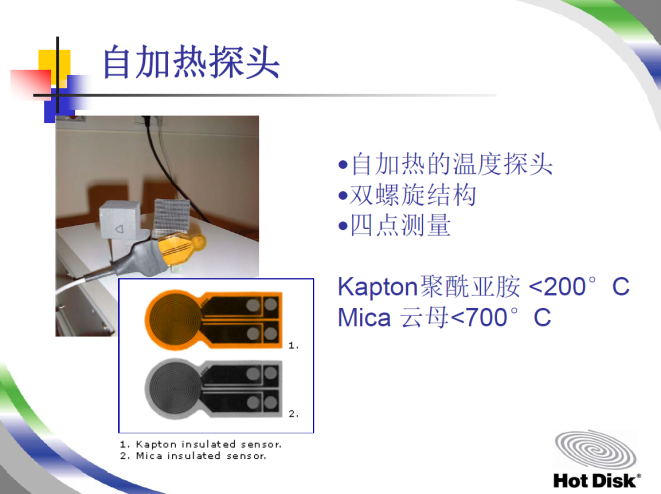 自加热探头
•自加热的温度探头
•双螺旋结构
•四点测量
Kapton聚酰亚胺 <200°C
Mica 云母<700°C
1.
2.
1. Kapton insulated sensor.
2. Mica insulated sensor.
Hot Disk®